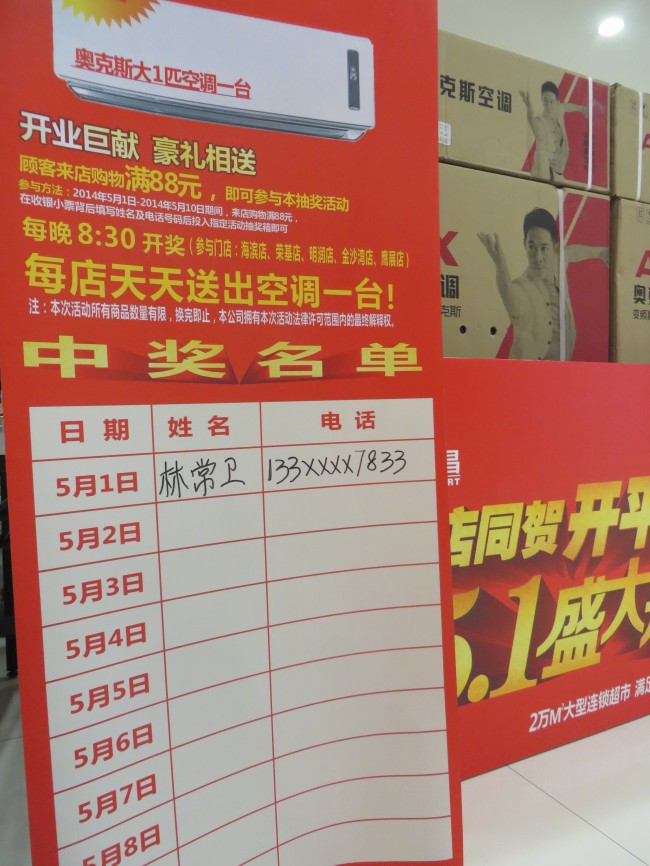 奥克斯大1匹空调一台
开业巨献 豪礼相送
顾客来店购物满88元，即可参与本抽奖活动
参与方法：2014年5月1日-2014年5月10日期间，来店购物满88元，
在收银小票背后填写姓名及电话号码后投入指定活动抽奖箱即可
每晚8:30开奖（参与门店：海滨店、荣基店、明润店、金沙湾店、鹰展店）
每店天天送出空调一台！
注：本次活动所有商品数量有限，换完即止，本公司拥有本次活动法律许可范围内的最终解释权。
中奖名单
日期 姓名 电话
5月1日 林常卫 133XXXX7833
5月2日
5月3日
5月4日
5月5日
5月6日
5月7日
5月8日
克斯空调
X
调
克斯
A
奥
变频
昌
RT
店同贺 开平
5.1盛大
2万M²大型连锁超市 满足